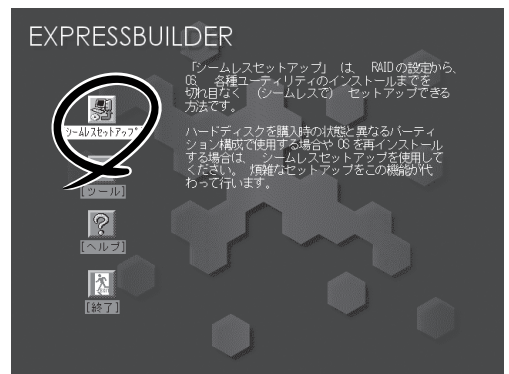 EXPRESSBUILDER
「シームレスセットアップ」 は、 RAIDの設定から、
OS、 各種ユーティリティのインストールまでを
切れ目なく （シームレスで） セットアップできる
方法です。
ハードディスクを購入時の状態と異なるパーティ
ション構成で使用する場合や OSを再インストール
する場合は、 シームレスセットアップを使用して
ください。 煩雑なセットアップをこの機能が代
わって行います。
シームレスセットアップ
[ツール]
[ヘルプ]
[終了]